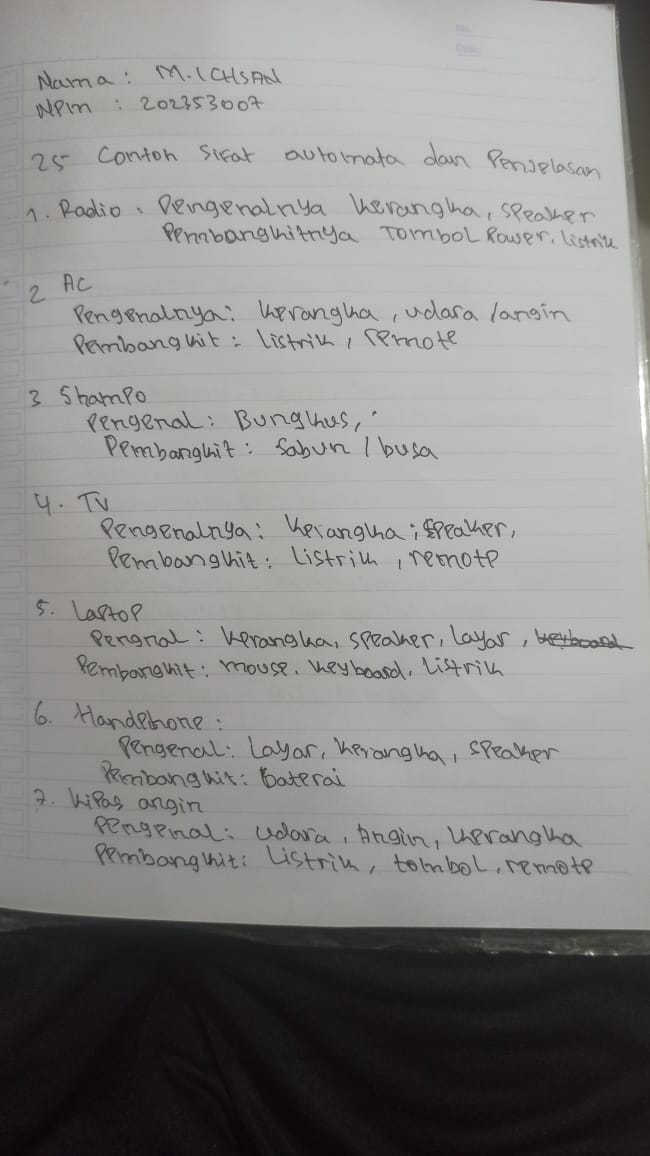 Nama : M. ICHSAN
NPM : 202353007
25 Contoh Sifat automata dan Penjelasan
1. Radio. Pengenalnya kerangka, speaker
Pembangkitnya Tombol Power, listrik
2 AC
Pengenalnya: kerangka, udara /angin
Pembangkit : listrik, remote
3 Shampo
Pengenal: Bungkus,
Pembangkit: sabun / busa
4. TV
Pengenalnya: kerangka; speaker,
Pembangkit: Listrik, remote
5. Laptop
Pengnal : kerangka, speaker, layar, keyboard
Pembangkit: mouse, keyboard, listrik
6. Handphone:
Pengenal: Layar, kerangka, speaker
Pembangkit: Baterai
7. kipas angin
Pengenal: udara, Angin, kerangka
Pembangkit: Listrik, tombol, remote